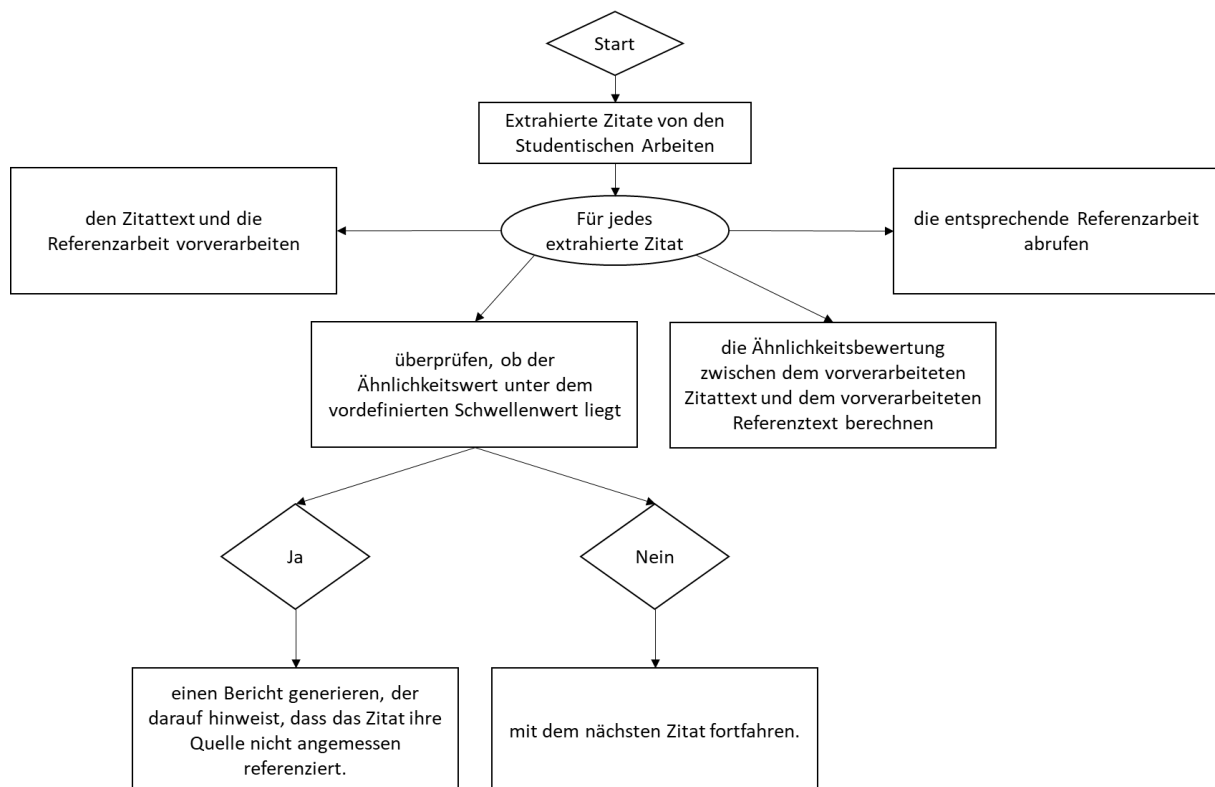 Start
Extrahierte Zitate von den
Studentischen Arbeiten
den Zitattext und die
Referenzarbeit vorverarbeiten
Für jedes
extrahierte Zitat
die entsprechende Referenzarbeit
abrufen
überprüfen, ob der
Ähnlichkeitswert unter dem
vordefinierten Schwellenwert liegt
die Ähnlichkeitsbewertung
zwischen dem vorverarbeiteten
Zitattext und dem vorverarbeiteten
Referenztext berechnen
Ja
Nein
einen Bericht generieren, der
darauf hinweist, dass das Zitat ihre
Quelle nicht angemessen
referenziert.
mit dem nächsten Zitat fortfahren.